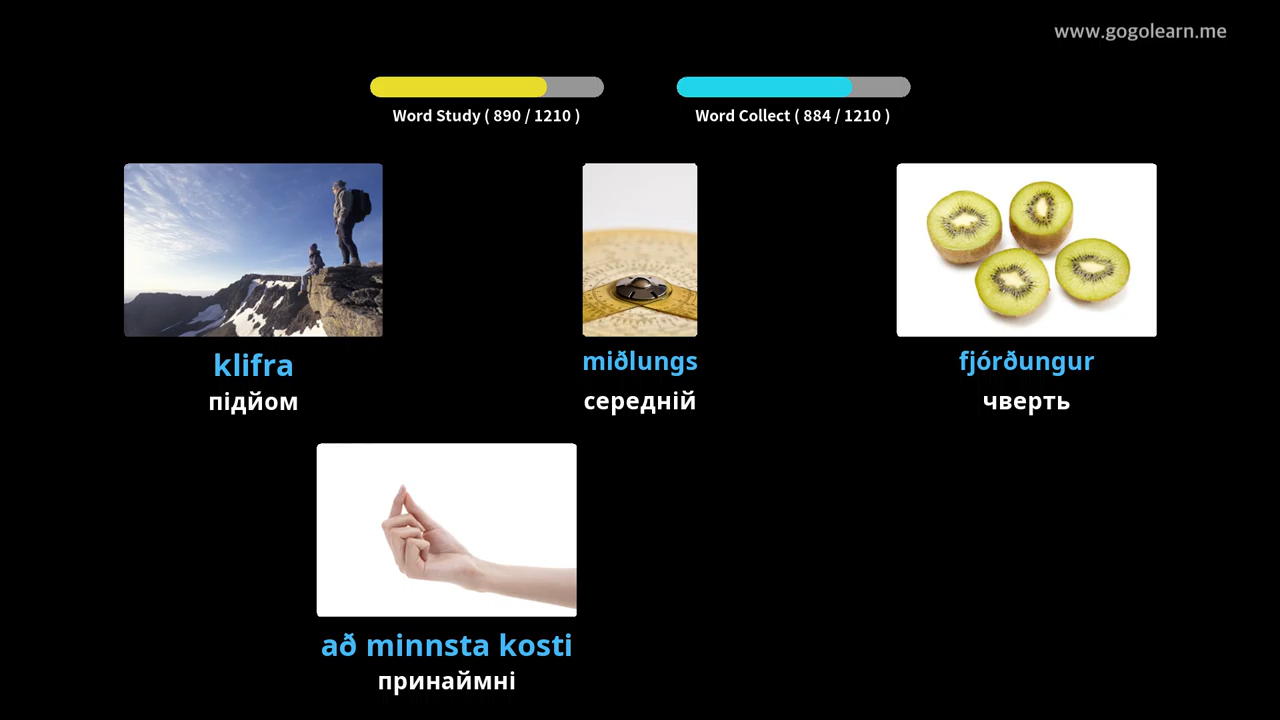 www.gogolearn.me
Word Study ( 890 / 1210 )
Word Collect ( 884 / 1210 )
klifra
підйом
miðlungs
середній
fjórðungur
чверть
að minnsta kosti
принаймні